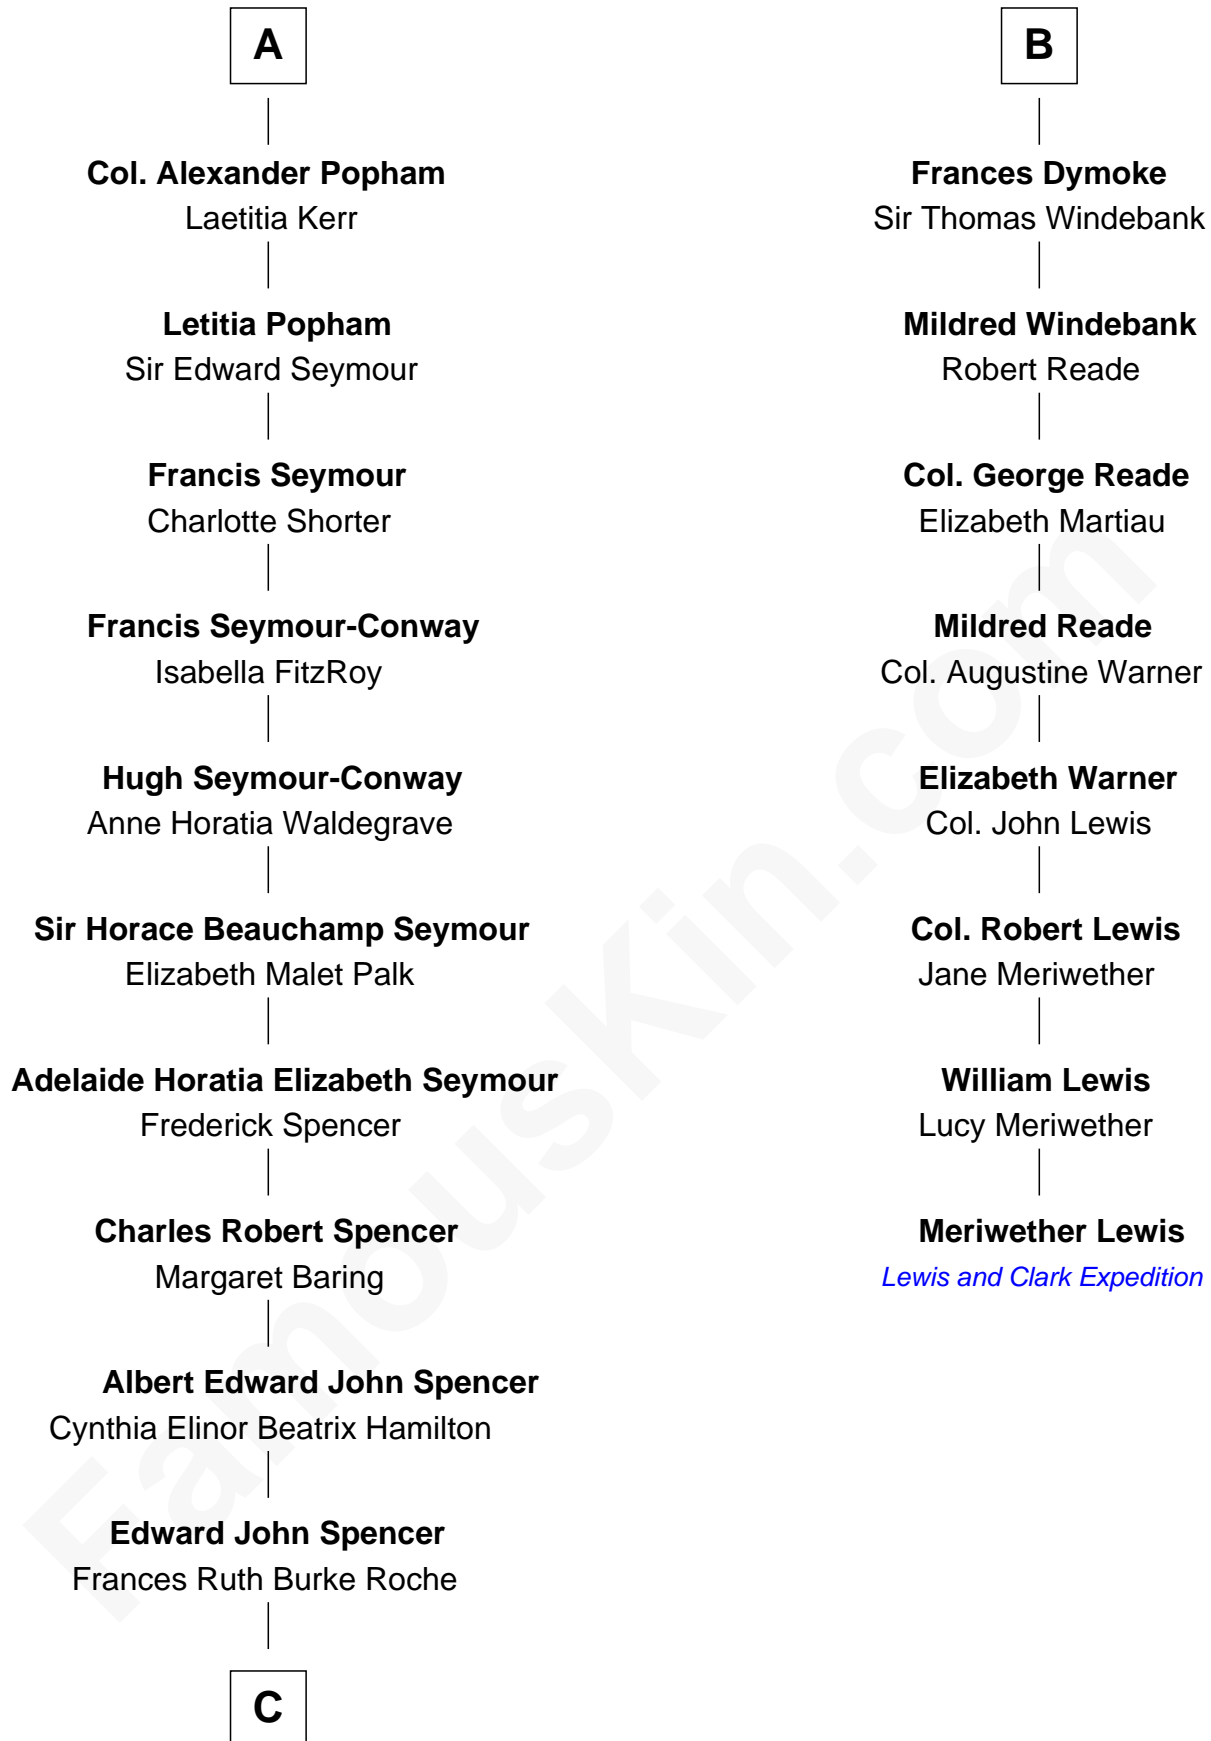 A
Col. Alexander Popham
Laetitia Kerr
Letitia Popham
Sir Edward Seymour
Francis Seymour
Charlotte Shorter
Francis Seymour-Conway
Isabella FitzRoy
Hugh Seymour-Conway
Anne Horatia Waldegrave
Sir Horace Beauchamp Seymour
Elizabeth Malet Palk
Adelaide Horatia Elizabeth Seymour
Frederick Spencer
Charles Robert Spencer
Margaret Baring
Albert Edward John Spencer
Cynthia Elinor Beatrix Hamilton
Edward John Spencer
Frances Ruth Burke Roche
C
B
Frances Dymoke
Sir Thomas Windebank
Mildred Windebank
Robert Reade
Col. George Reade
Elizabeth Martiau
Mildred Reade
Col. Augustine Warner
Elizabeth Warner
Col. John Lewis
Col. Robert Lewis
Jane Meriwether
William Lewis
Lucy Meriwether
Meriwether Lewis
Lewis and Clark Expedition
FamousKin.com